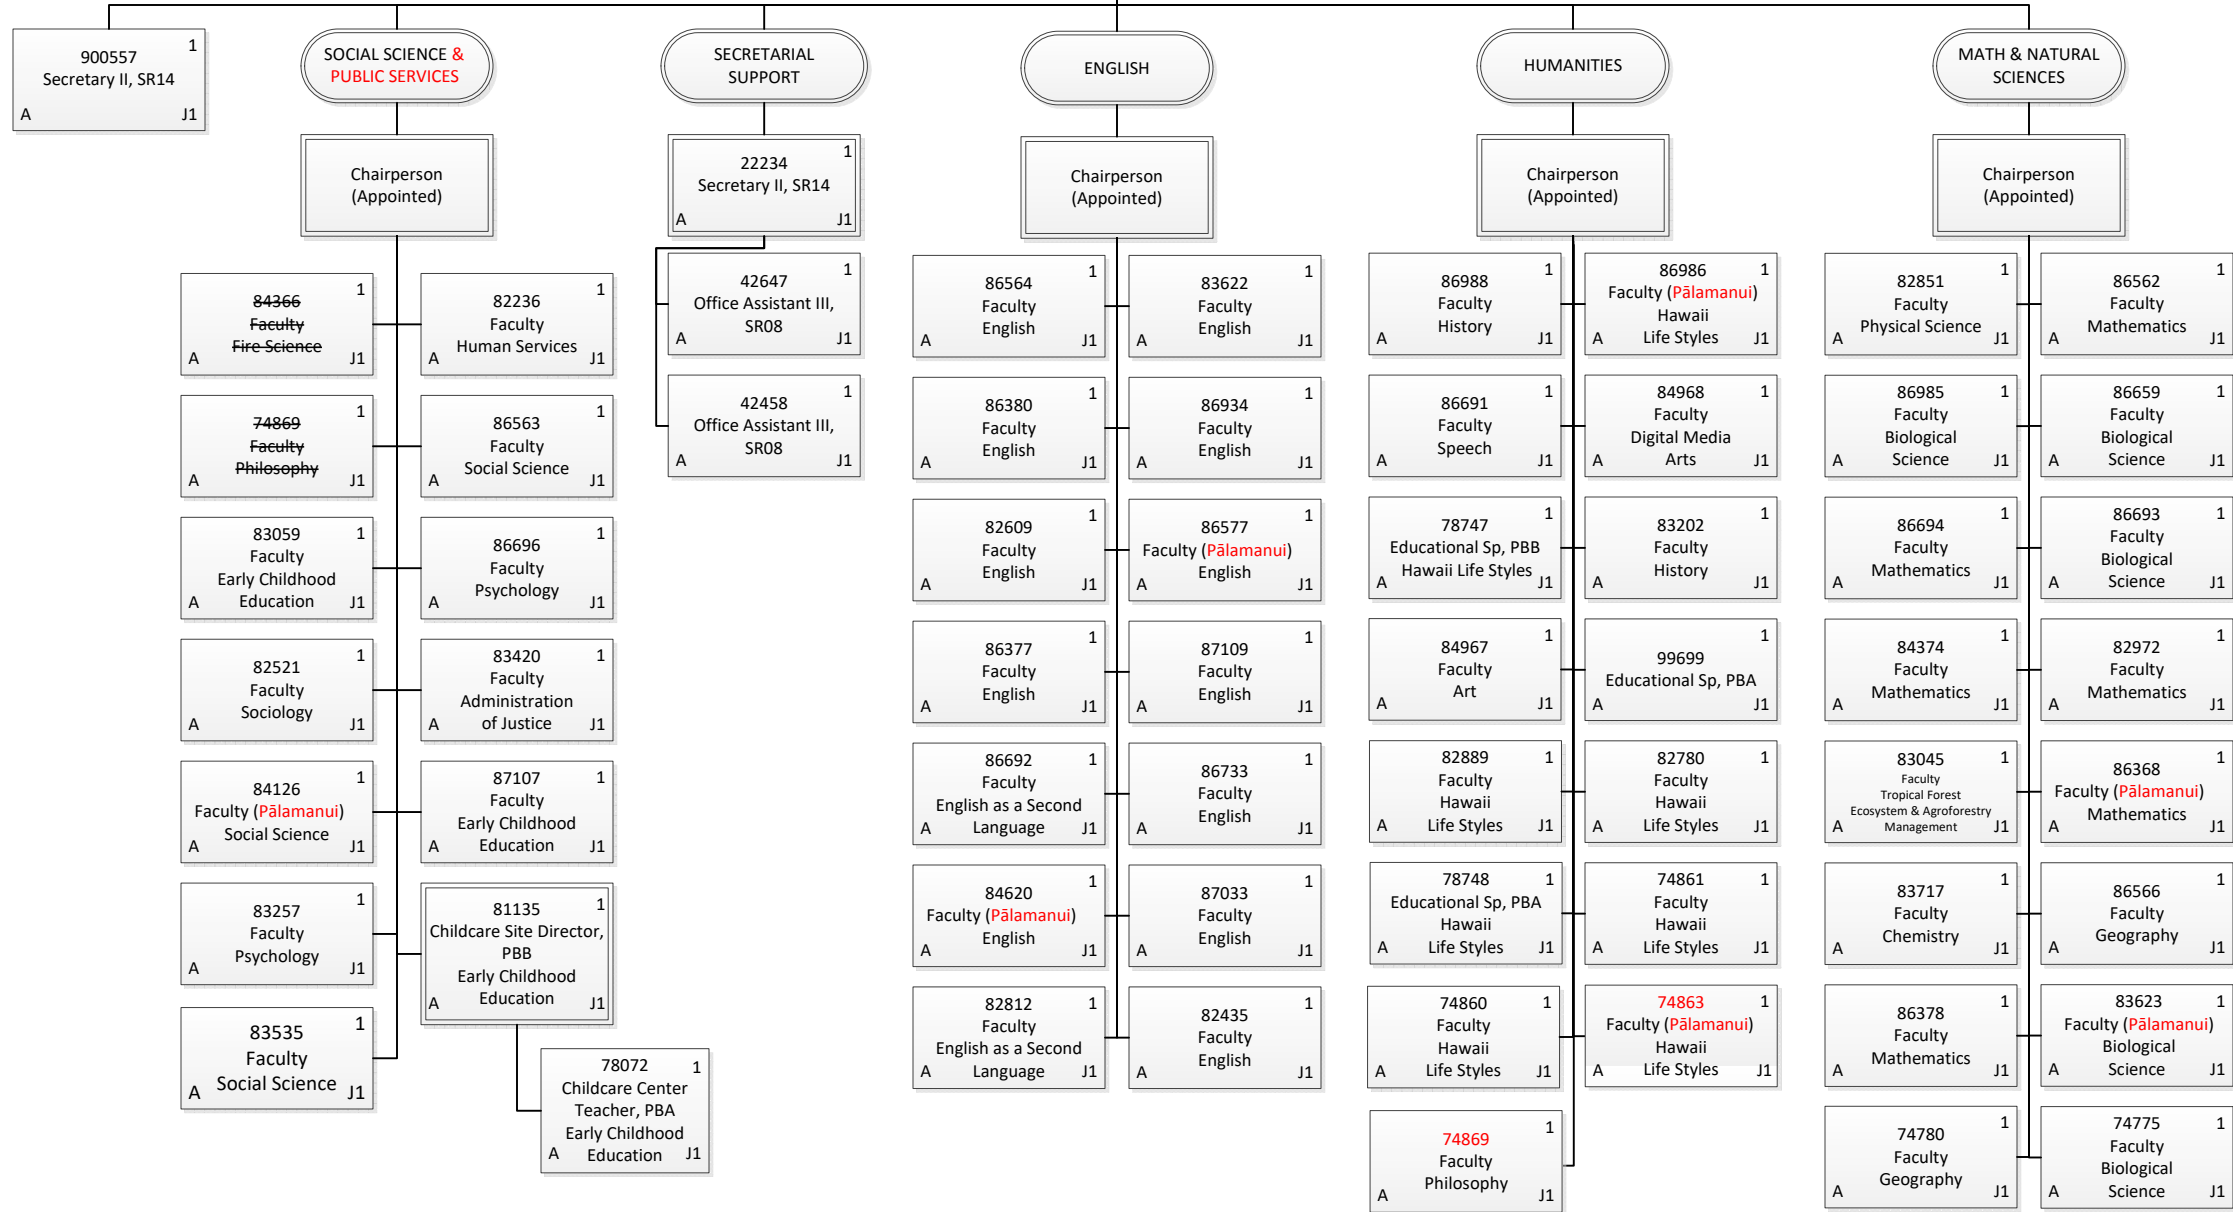 900557 1
Secretary II, SR14
A J1
SOCIAL SCIENCE &
PUBLIC SERVICES
Chairperson
(Appointed)
84366 1
Faculty
Fire Science
A J1
82236 1
Faculty
Human Services
A J1
74869 1
Faculty
Philosophy
A J1
86563 1
Faculty
Social Science
A J1
83059 1
Faculty
Early Childhood
Education
A J1
86696 1
Faculty
Psychology
A J1
82521 1
Faculty
Sociology
A J1
83420 1
Faculty
Administration
of Justice
A J1
84126 1
Faculty (Pālamanui)
Social Science
A J1
87107 1
Faculty
Early Childhood
Education
A J1
83257 1
Faculty
Psychology
A J1
81135 1
Childcare Site Director,
PBB
Early Childhood
Education
A J1
83535 1
Faculty
Social Science
A J1
78072 1
Childcare Center
Teacher, PBA
Early Childhood
Education
A J1
SECRETARIAL
SUPPORT
22234 1
Secretary II, SR14
A J1
42647 1
Office Assistant III,
SR08
A J1
42458 1
Office Assistant III,
SR08
A J1
ENGLISH
Chairperson
(Appointed)
86564 1
Faculty
English
A J1
83622 1
Faculty
English
A J1
86380 1
Faculty
English
A J1
86934 1
Faculty
English
A J1
82609 1
Faculty
English
A J1
86577 1
Faculty (Pālamanui)
English
A J1
86377 1
Faculty
English
A J1
87109 1
Faculty
English
A J1
86692 1
Faculty
English as a Second
Language
A J1
86733 1
Faculty
English
A J1
84620 1
Faculty (Pālamanui)
English
A J1
87033 1
Faculty
English
A J1
82812 1
Faculty
English as a Second
Language
A J1
82435 1
Faculty
English
A J1
HUMANITIES
Chairperson
(Appointed)
86988 1
Faculty
History
A J1
86986 1
Faculty (Pālamanui)
Hawaii
Life Styles
A J1
86691 1
Faculty
Speech
A J1
84968 1
Faculty
Digital Media
Arts
A J1
78747 1
Educational Sp, PBB
Hawaii Life Styles
A J1
83202 1
Faculty
History
A J1
84967 1
Faculty
Art
A J1
99699 1
Educational Sp, PBA
A J1
82889 1
Faculty
Hawaii
Life Styles
A J1
82780 1
Faculty
Hawaii
Life Styles
A J1
78748 1
Educational Sp, PBA
Hawaii
Life Styles
A J1
74861 1
Faculty
Hawaii
Life Styles
A J1
74860 1
Faculty
Hawaii
Life Styles
A J1
74863 1
Faculty (Pālamanui)
Hawaii
Life Styles
A J1
74869 1
Faculty
Philosophy
A J1
MATH & NATURAL
SCIENCES
Chairperson
(Appointed)
82851 1
Faculty
Physical Science
A J1
86562 1
Faculty
Mathematics
A J1
86985 1
Faculty
Biological
Science
A J1
86659 1
Faculty
Biological
Science
A J1
86694 1
Faculty
Mathematics
A J1
86693 1
Faculty
Biological
Science
A J1
84374 1
Faculty
Mathematics
A J1
82972 1
Faculty
Mathematics
A J1
83045 1
Faculty
Tropical Forest
Ecosystem & Agroforestry
Management
A J1
86368 1
Faculty (Pālamanui)
Mathematics
A J1
83717 1
Faculty
Chemistry
A J1
86566 1
Faculty
Geography
A J1
86378 1
Faculty
Mathematics
A J1
83623 1
Faculty (Pālamanui)
Biological
Science
A J1
74780 1
Faculty
Geography
A J1
74775 1
Faculty
Biological
Science
A J1